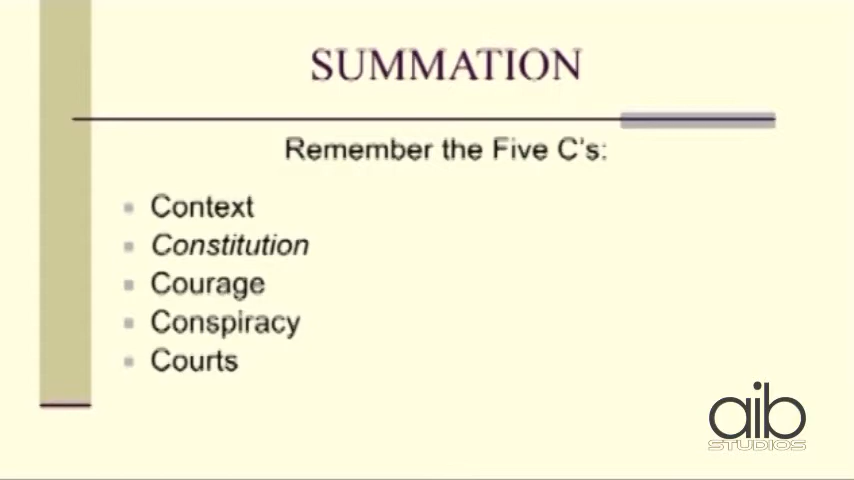 SUMMATION
Remember the Five C's:
Context
Constitution
Courage
Conspiracy
Courts
aib
STUDIOS